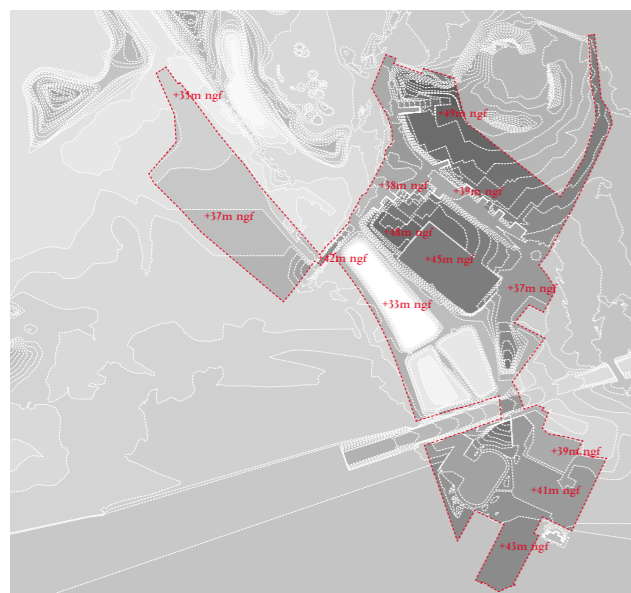 +35m ngf
+49m ngf
+38m ngf
+39m ngf
+37m ngf
+48m ngf
+42m ngf
+45m ngf
+37m ngf
+33m ngf
+39m ngf
+41m ngf
+43m ngf